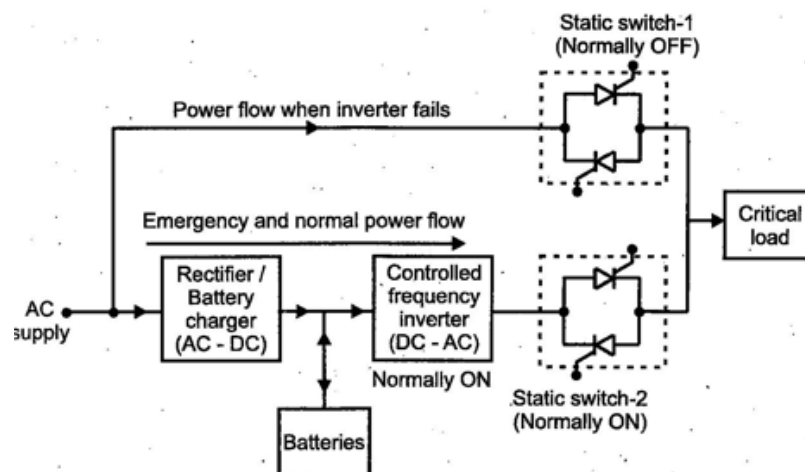 Static switch-1
(Normally OFF)
Power flow when inverter fails
Emergency and normal power flow
Critical
load
Rectifier /
Battery
charger
(AC - DC)
Controlled
frequency
inverter
(DC - AC)
AC
supply
Normally ON
Static switch-2
(Normally ON)
Batteries